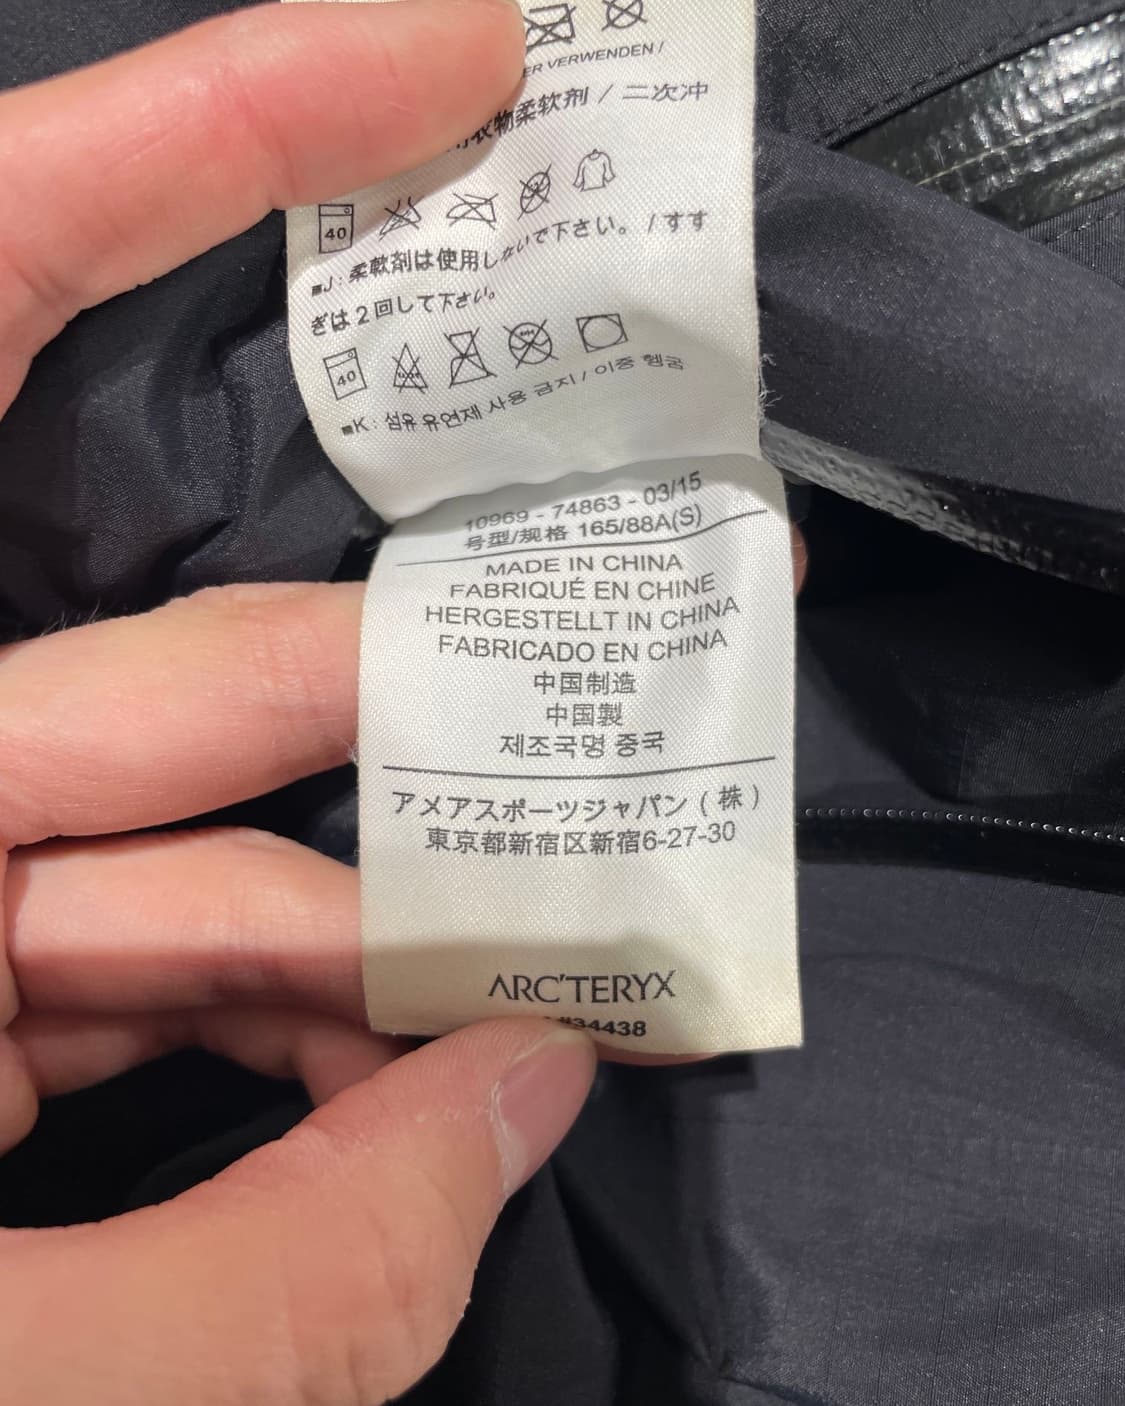 ER VERWENDEN /
衣物柔软剂 / 二次冲
40
■J: 柔軟剤は使用しないで下さい。/ すす
ぎは2回して下さい。
40
■K: 섬유 유연제 사용 금지 / 이중 헹굼
10969 - 74863 - 03/15
号型/规格 165/88A(S)
MADE IN CHINA
FABRIQUÉ EN CHINE
HERGESTELLT IN CHINA
FABRICADO EN CHINA
中国制造
中国製
제조국명 중국
アメアスポーツジャパン ( 株 )
東京都新宿区新宿6-27-30
ARC'TERYX
#34438